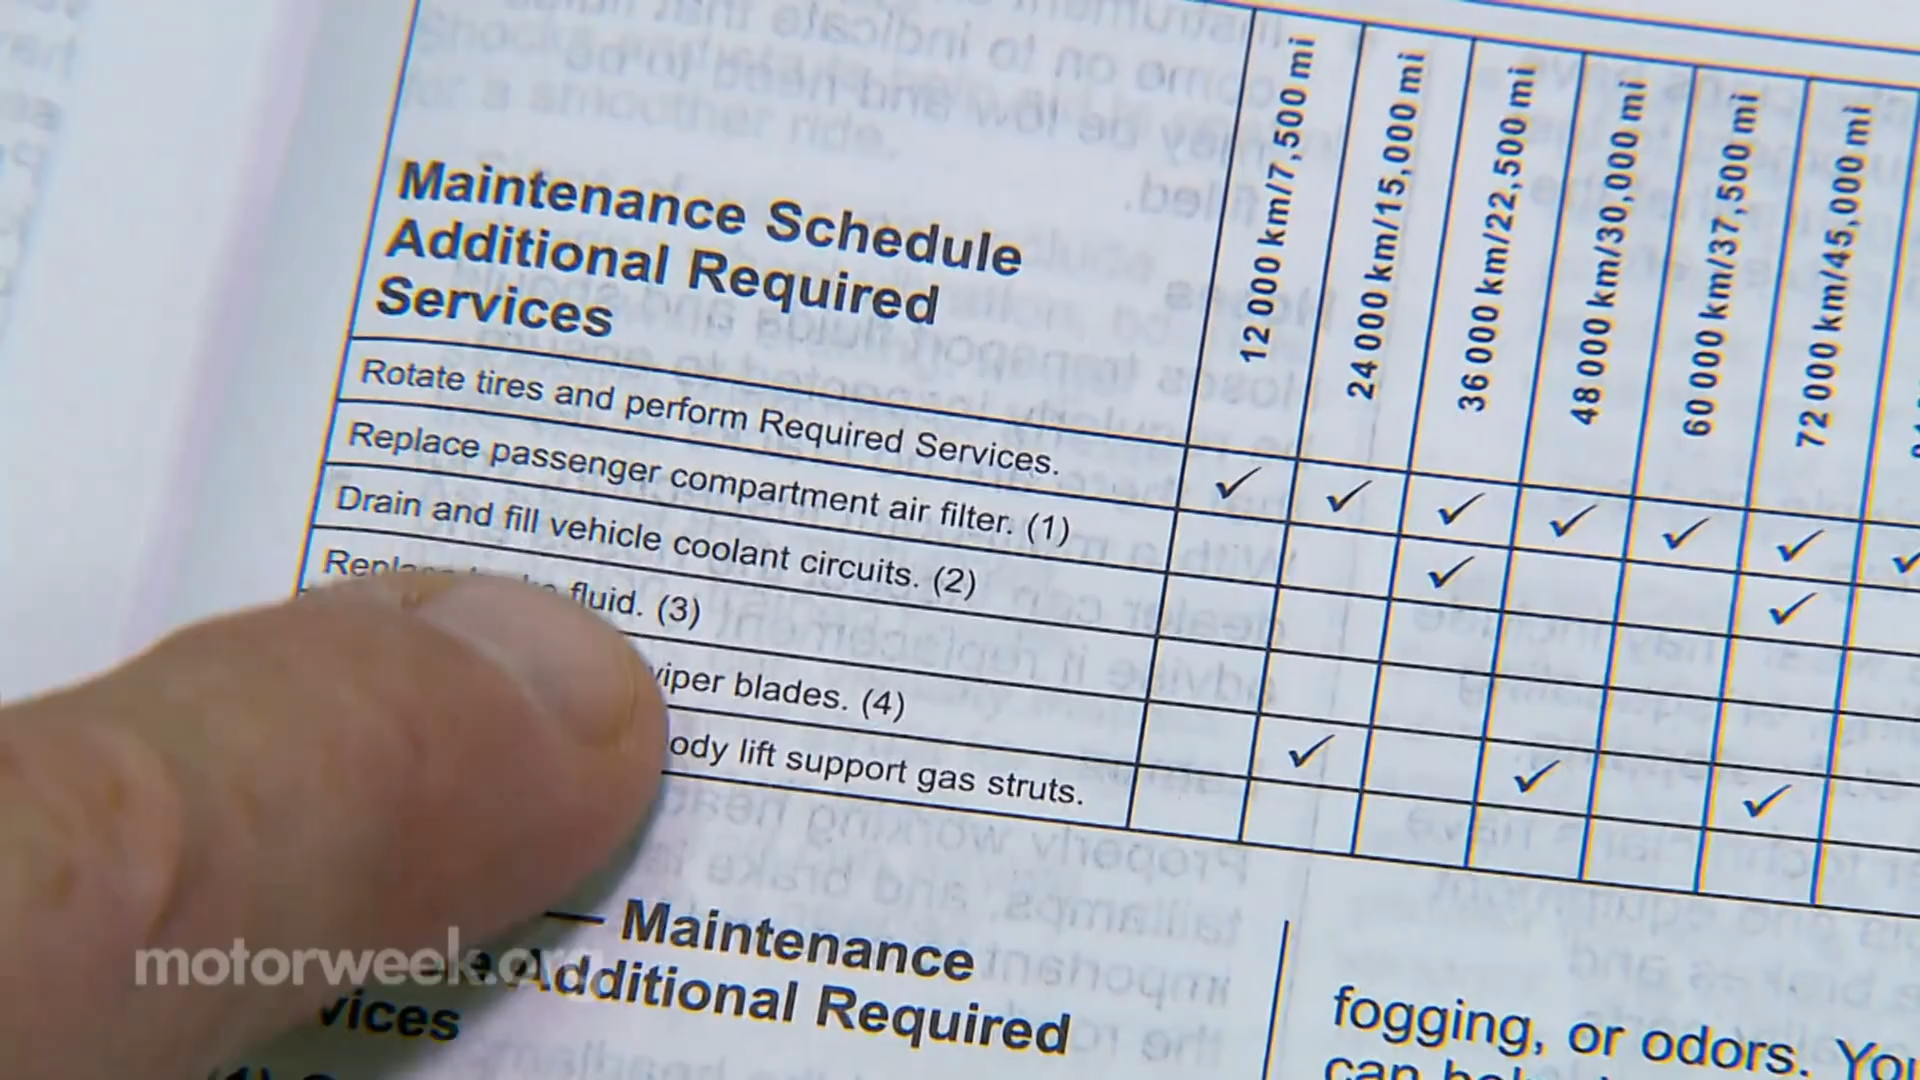 Maintenance Schedule
Additional Required
Services
12 000 km/7,500 mi
24 000 km/15,000 mi
36 000 km/22,500 mi
48 000 km/30,000 mi
60 000 km/37,500 mi
72 000 km/45,000 mi
Rotate tires and perform Required Services.
✓ ✓ ✓ ✓ ✓ ✓ ✓
Replace passenger compartment air filter. (1)
✓ ✓
Drain and fill vehicle coolant circuits. (2)
fluid. (3)
blades. (4)
✓ ✓ ✓
lift support gas struts.
— Maintenance
Additional Required
fogging, or odors.
can
motorweek.org